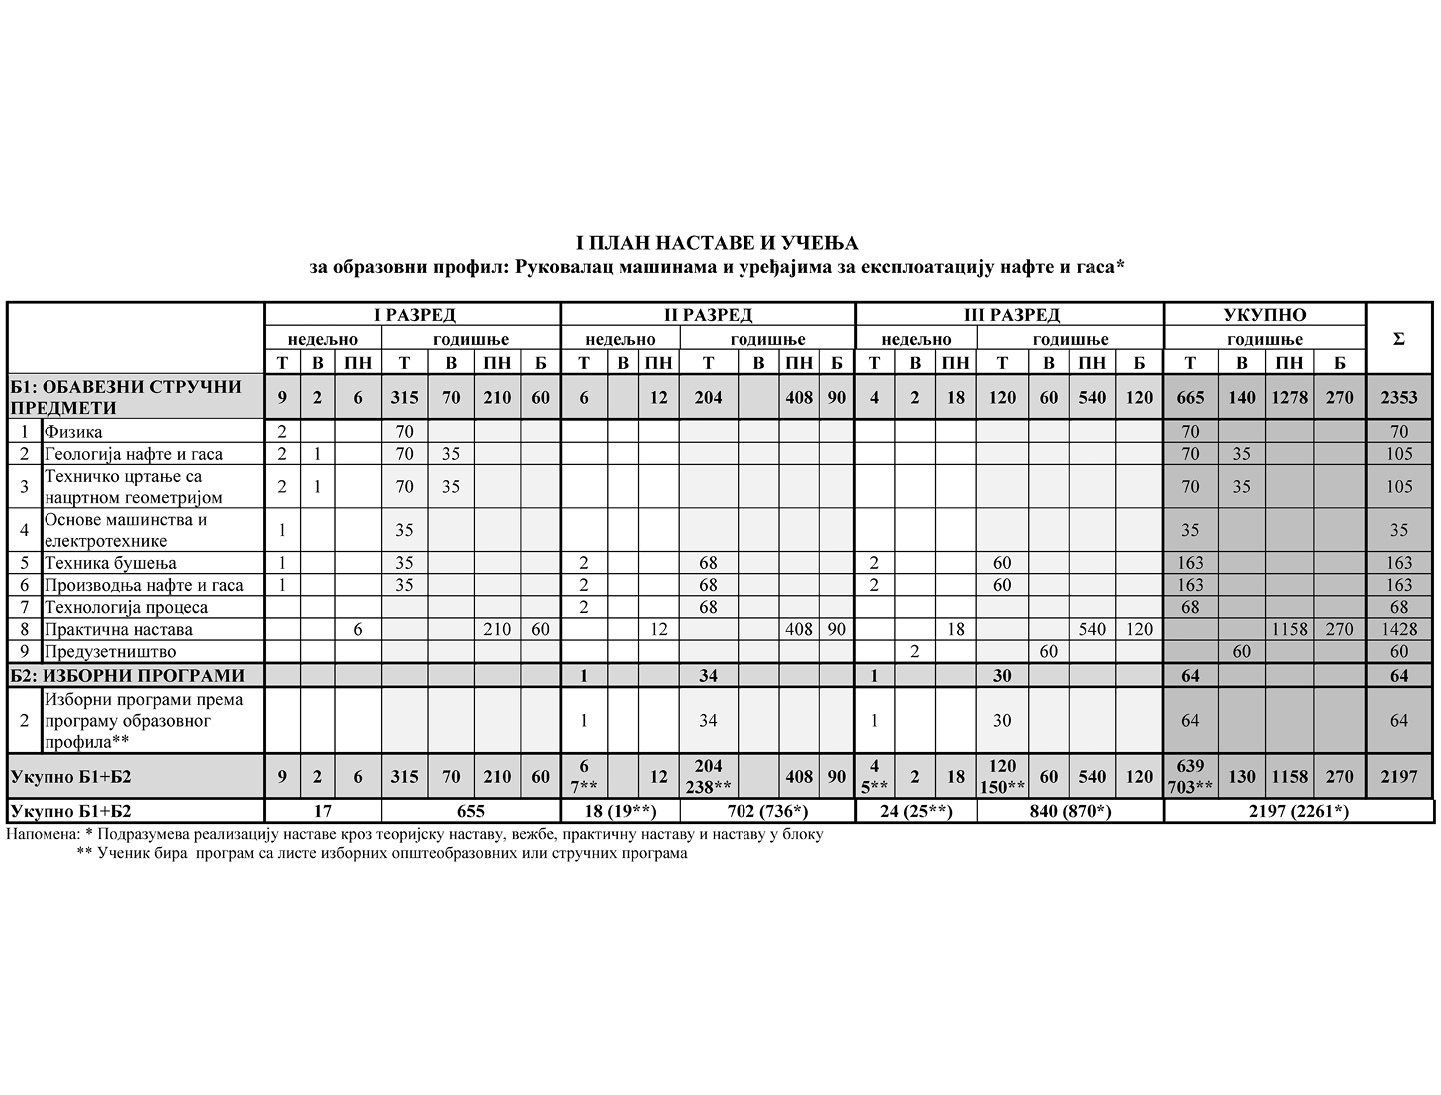 I ПЛАН НАСТАВЕ И УЧЕЊА
за образовни профил: Руковалац машинама и уређајима за експлоатацију нафте и гаса*
I РАЗРЕД II РАЗРЕД III РАЗРЕД УКУПНО Σ
недељно годишње недељно годишње недељно годишње годишње
Т В ПН Т В ПН Б Т В ПН Т В ПН Б Т В ПН Т В ПН Б Т В ПН Б
Б1: ОБАВЕЗНИ СТРУЧНИ
ПРЕДМЕТИ 9 2 6 315 70 210 60 6 12 204 408 90 4 2 18 120 60 540 120 665 140 1278 270 2353
1 Физика 2 70 70 70
2 Геологија нафте и гаса 2 1 70 35 70 35 105
3 Техничко цртање са
нацртном геометријом 2 1 70 35 70 35 105
4 Основе машинства и
електротехнике 1 35 35 35
5 Техника бушења 1 35 2 68 2 60 163 163
6 Производња нафте и гаса 1 35 2 68 2 60 163 163
7 Технологија процеса 2 68 68 68
8 Практична настава 6 210 60 12 408 90 18 540 120 1158 270 1428
9 Предузетништво 2 60 60 60
Б2: ИЗБОРНИ ПРОГРАМИ 1 34 1 30 64 64
2 Изборни програми према
програму образовног
профила** 1 34 1 30 64 64
Укупно Б1+Б2 9 2 6 315 70 210 60 6 7** 12 204 238** 408 90 4 5** 2 18 120 150** 60 540 120 639 703** 130 1158 270 2197
Укупно Б1+Б2 17 655 18 (19**) 702 (736*) 24 (25**) 840 (870*) 2197 (2261*)
Напомена: * Подразумева реализацију наставе кроз теоријску наставу, вежбе, практичну наставу и наставу у блоку
** Ученик бира програм са листе изборних општеобразовних или стручних програма